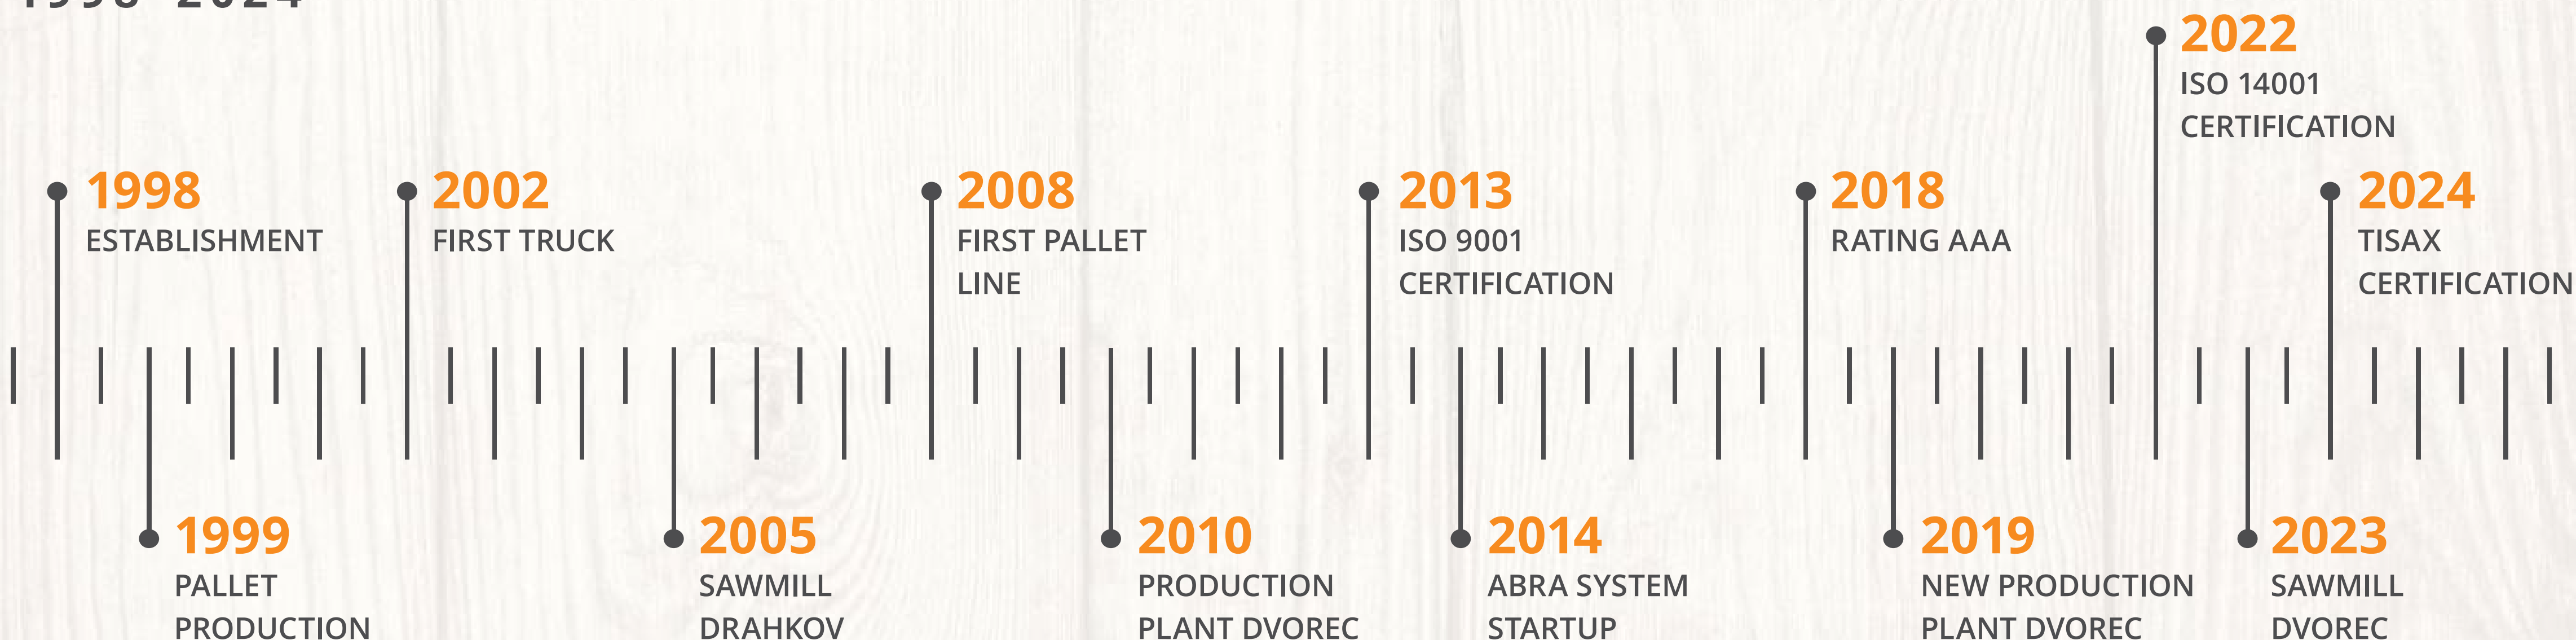 1998 2024
2022
ISO 14001
CERTIFICATION
1998
ESTABLISHMENT
2002
FIRST TRUCK
2008
FIRST PALLET
LINE
2013
ISO 9001
CERTIFICATION
2018
RATING AAA
2024
TISAX
CERTIFICATION
1999
PALLET
PRODUCTION
2005
SAWMILL
DRAHKOV
2010
PRODUCTION
PLANT DVOREC
2014
ABRA SYSTEM
STARTUP
2019
NEW PRODUCTION
PLANT DVOREC
2023
SAWMILL
DVOREC